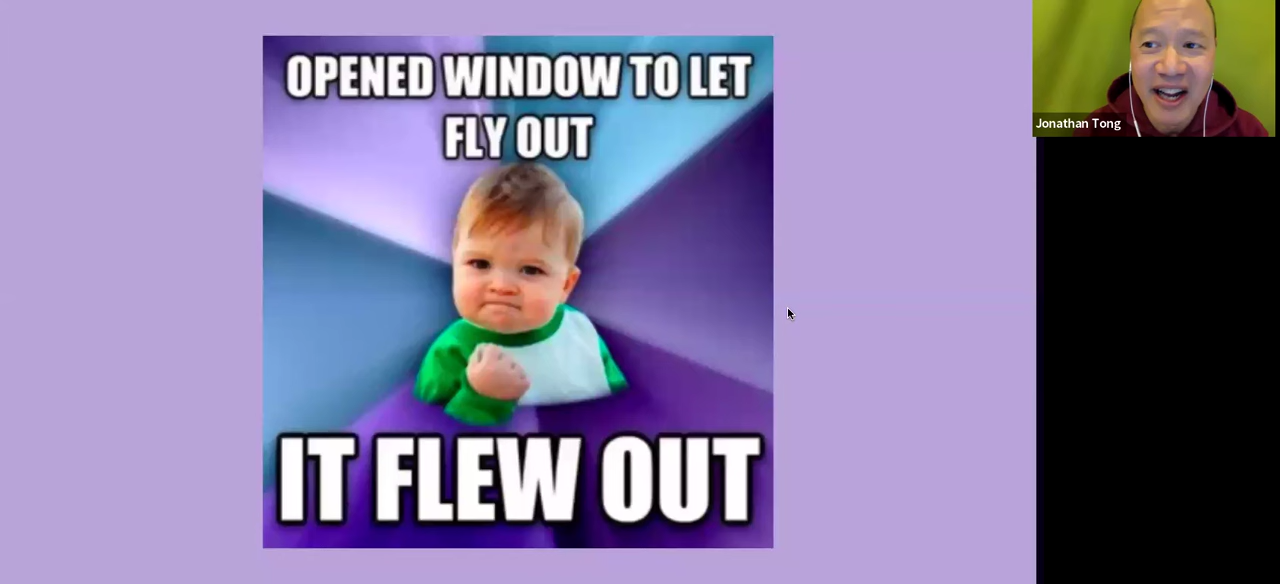 OPENED WINDOW TO LET
FLY OUT
IT FLEW OUT
Jonathan Tong